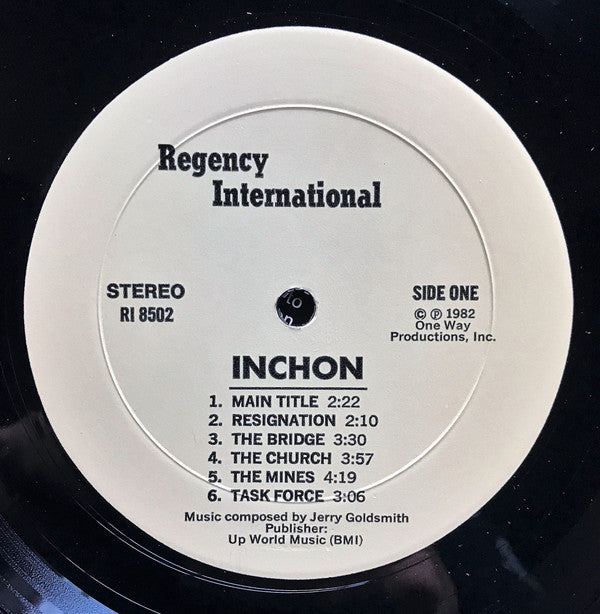 Regency
International
STEREO
RI 8502
SIDE ONE
© ℗ 1982
One Way
Productions, Inc.
INCHON
1. MAIN TITLE 2:22
2. RESIGNATION 2:10
3. THE BRIDGE 3:30
4. THE CHURCH 3:57
5. THE MINES 4:19
6. TASK FORCE 3:06
Music composed by Jerry Goldsmith
Publisher:
Up World Music (BMI)